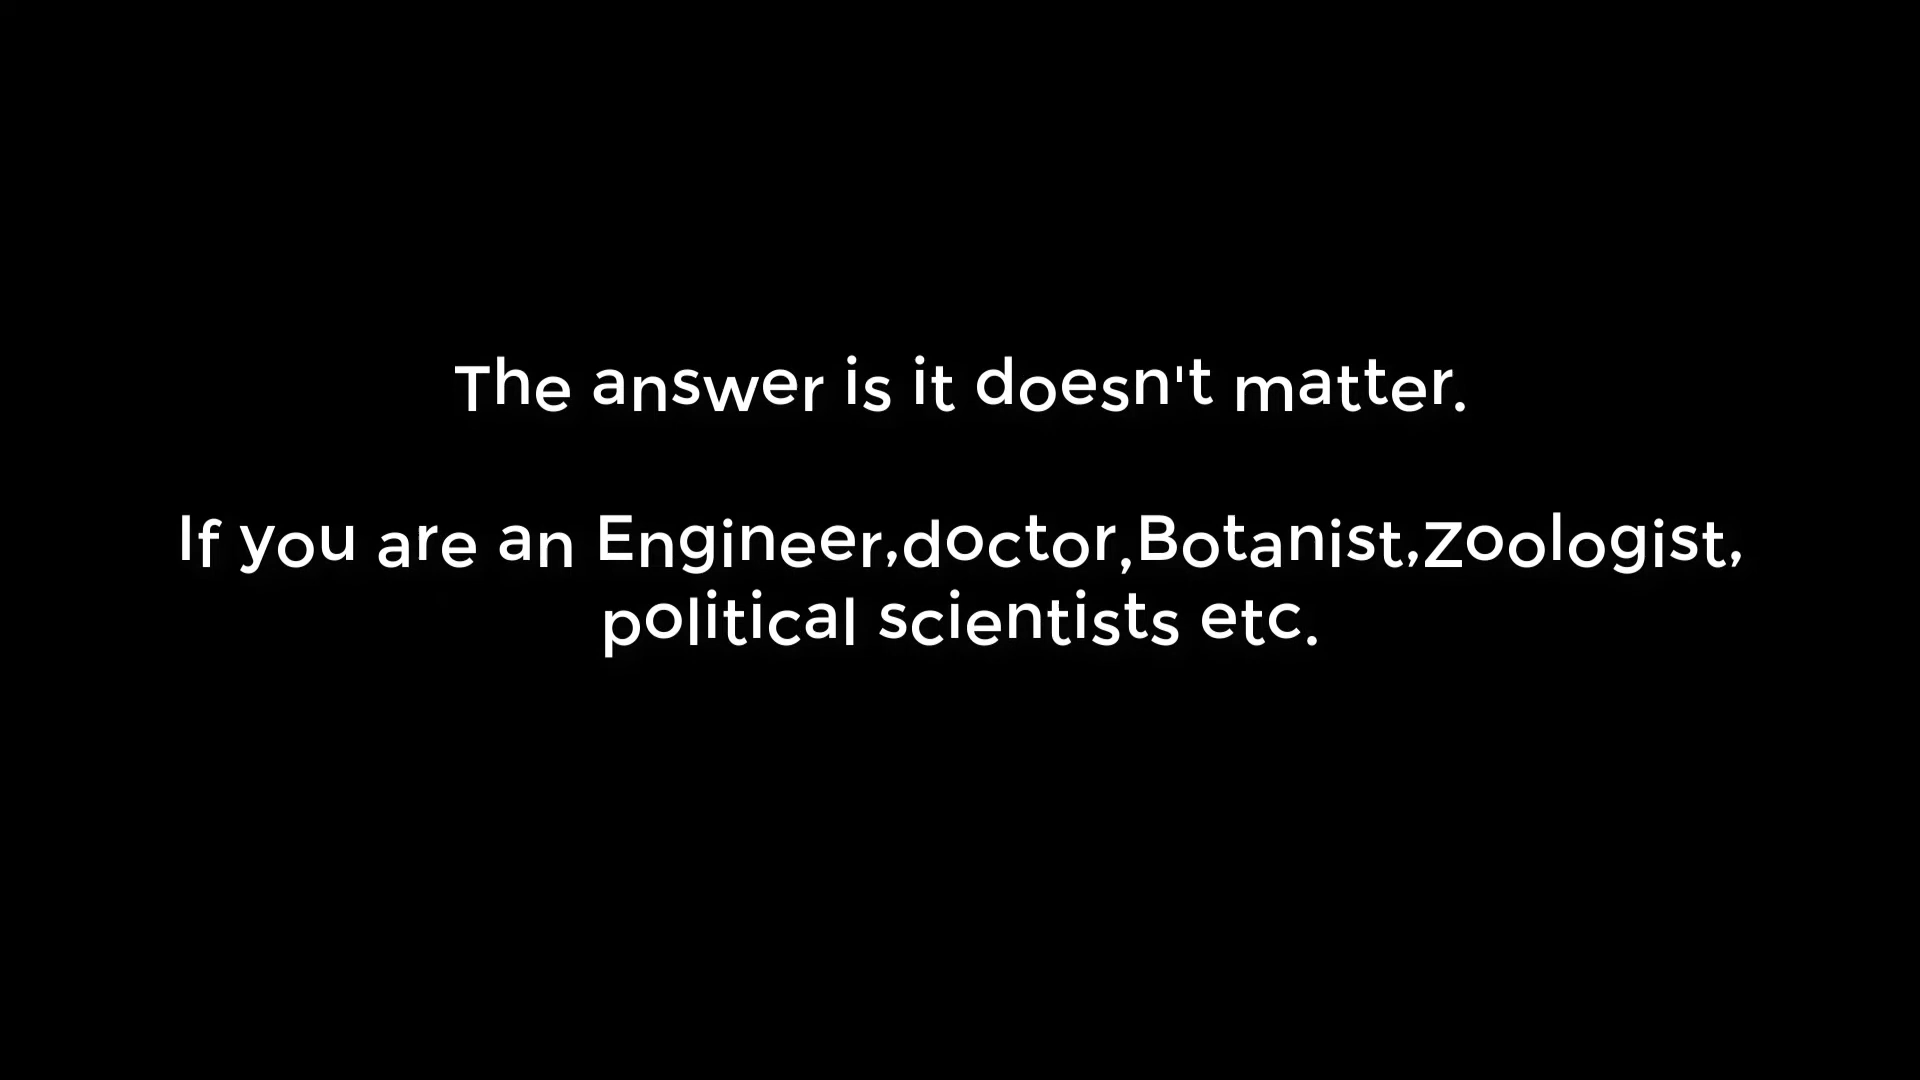 The answer is it doesn't matter.
If you are an Engineer,doctor,Botanist,Zoologist,
political scientists etc.